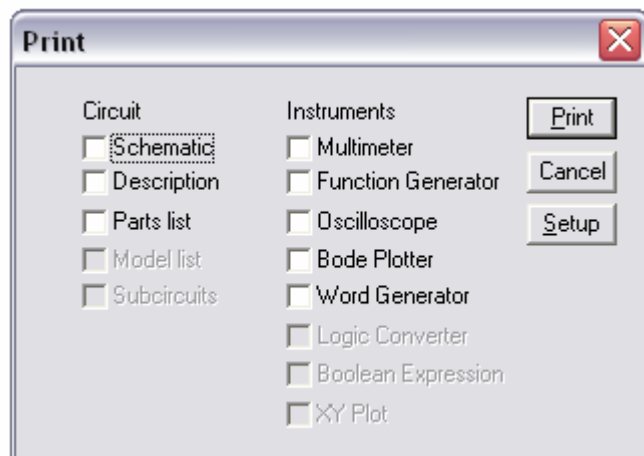 Print
Circuit
Schematic
Description
Parts list
Model list
Subcircuits
Instruments
Multimeter
Function Generator
Oscilloscope
Bode Plotter
Word Generator
Logic Converter
Boolean Expression
XY Plot
Print
Cancel
Setup